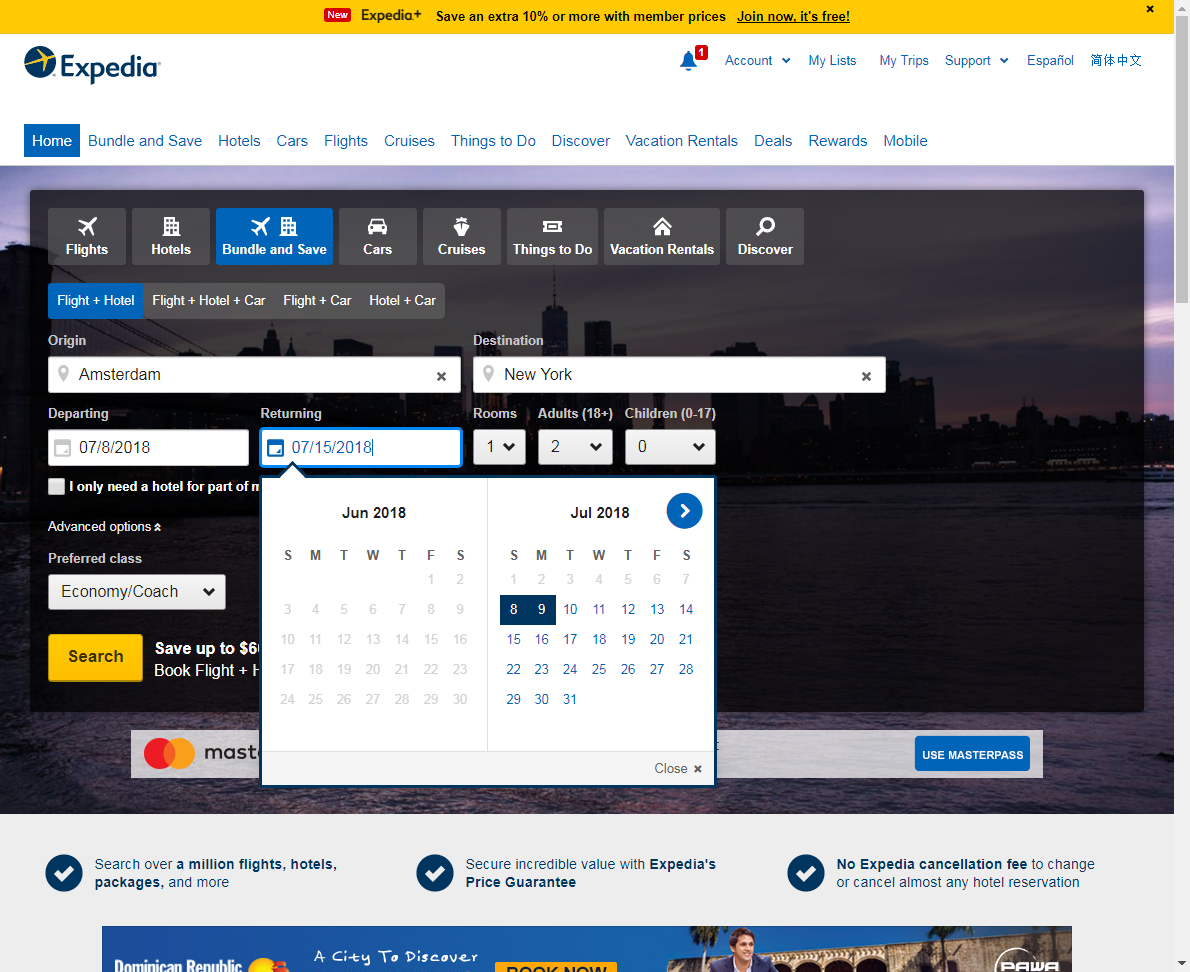 New Expedia+ Save an extra 10% or more with member prices Join now, it's free!
Expedia
1 Account My Lists My Trips Support Español 简体中文
Home Bundle and Save Hotels Cars Flights Cruises Things to Do Discover Vacation Rentals Deals Rewards Mobile
Flights Hotels Bundle and Save Cars Cruises Things to Do Vacation Rentals Discover
Flight + Hotel Flight + Hotel + Car Flight + Car Hotel + Car
Origin Destination
Amsterdam New York
Departing Returning Rooms Adults (18+) Children (0-17)
07/8/2018 07/15/2018 1 2 0
I only need a hotel for part of m
Advanced options
Preferred class
Economy/Coach
Search
Save up to $6
Book Flight + H
Jun 2018
S M T W T F S
1 2
3 4 5 6 7 8 9
10 11 12 13 14 15 16
17 18 19 20 21 22 23
24 25 26 27 28 29 30
Jul 2018
S M T W T F S
1 2 3 4 5 6 7
8 9 10 11 12 13 14
15 16 17 18 19 20 21
22 23 24 25 26 27 28
29 30 31
Close
maste
USE MASTERPASS
Search over a million flights, hotels,
packages, and more
Secure incredible value with Expedia's
Price Guarantee
No Expedia cancellation fee to change
or cancel almost any hotel reservation
Dominican Republic
A City To Discover
BOOK NOW
PAWA